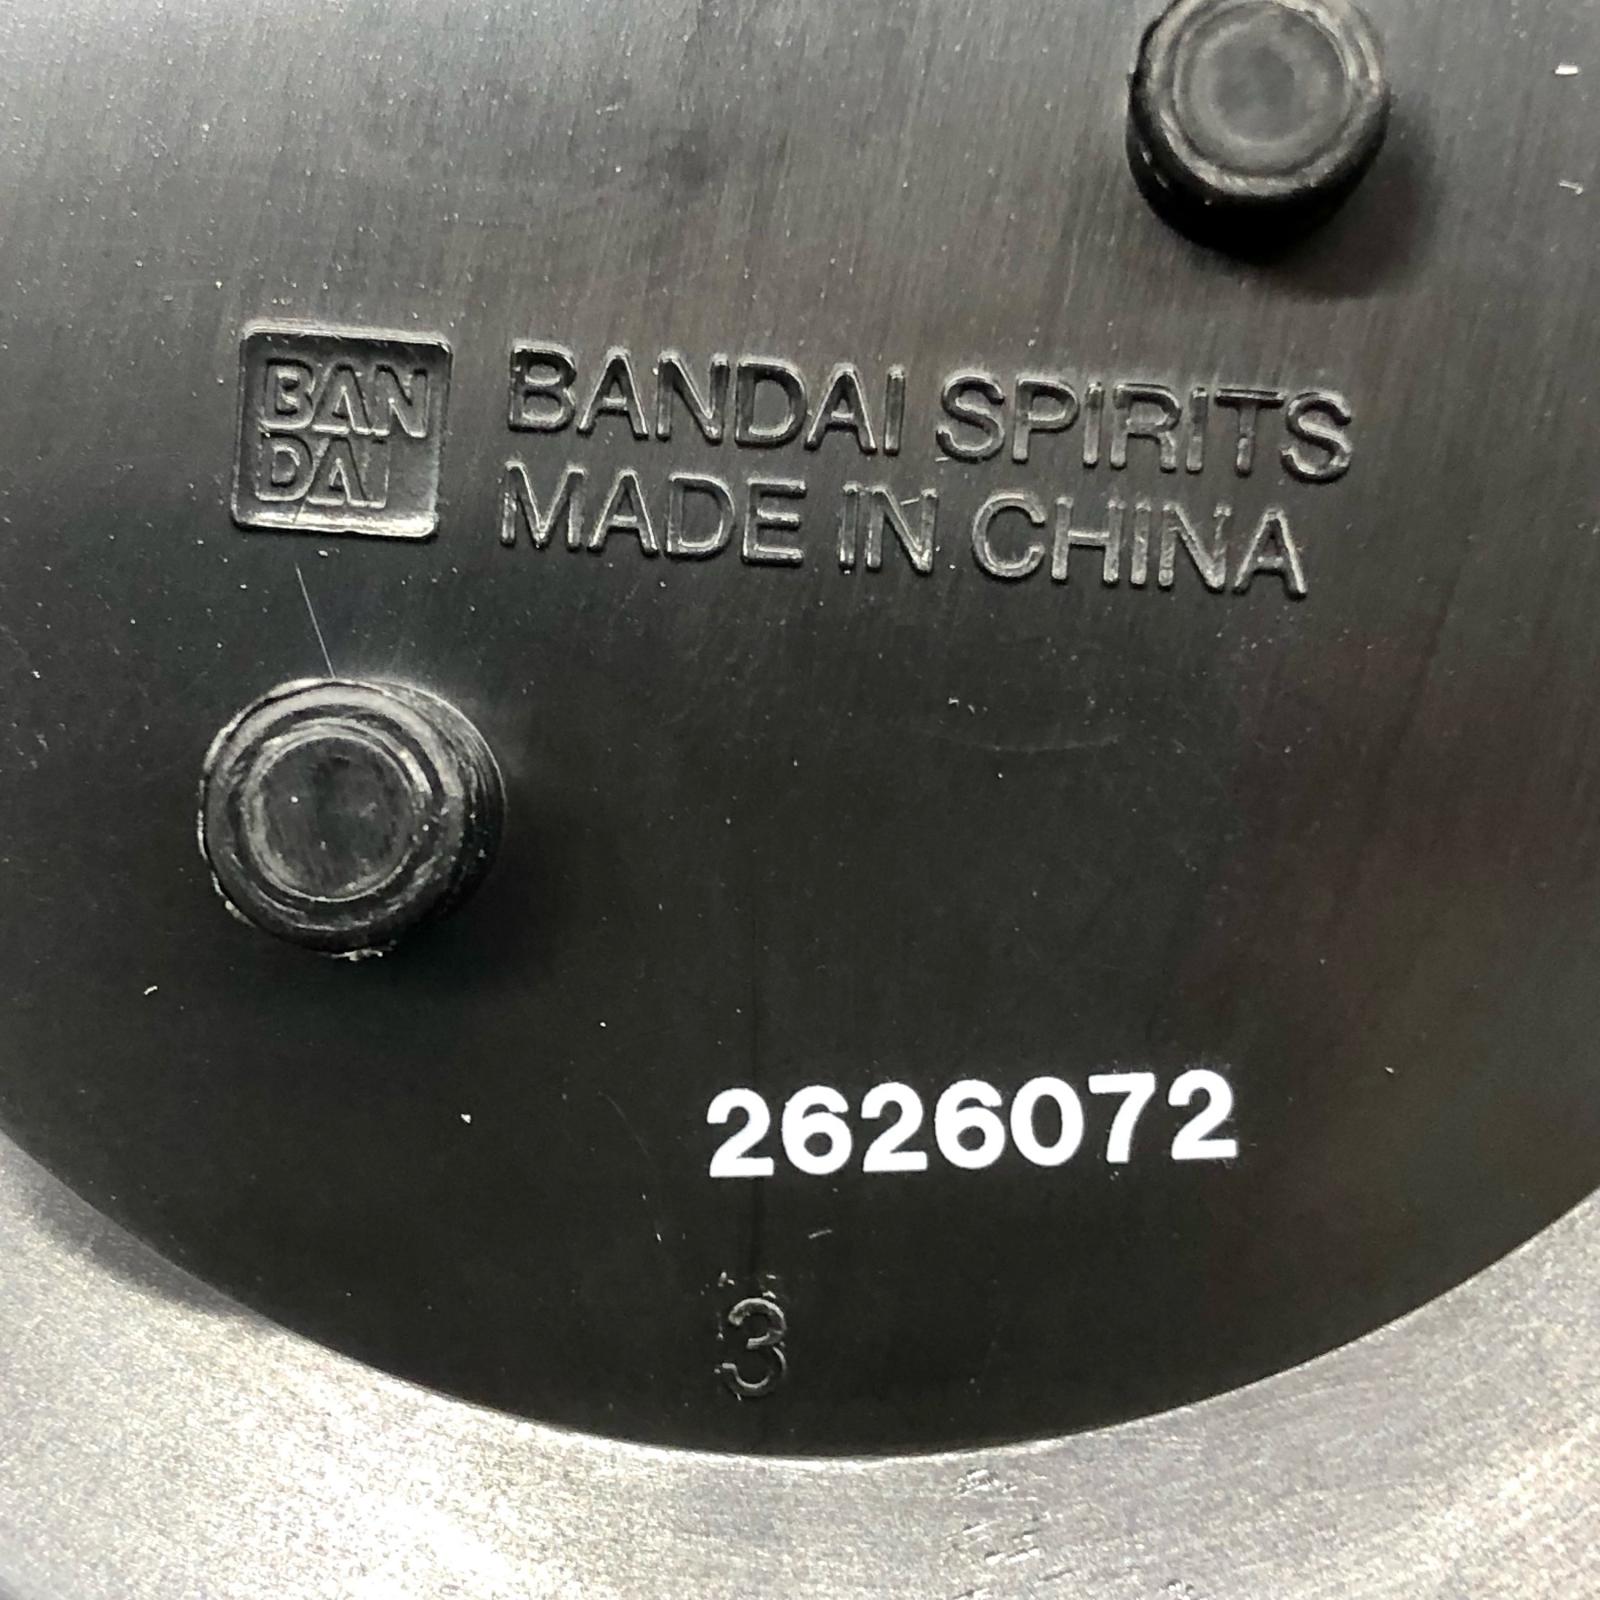 BAN
DAI
BANDAI SPIRITS
MADE IN CHINA
2626072
3